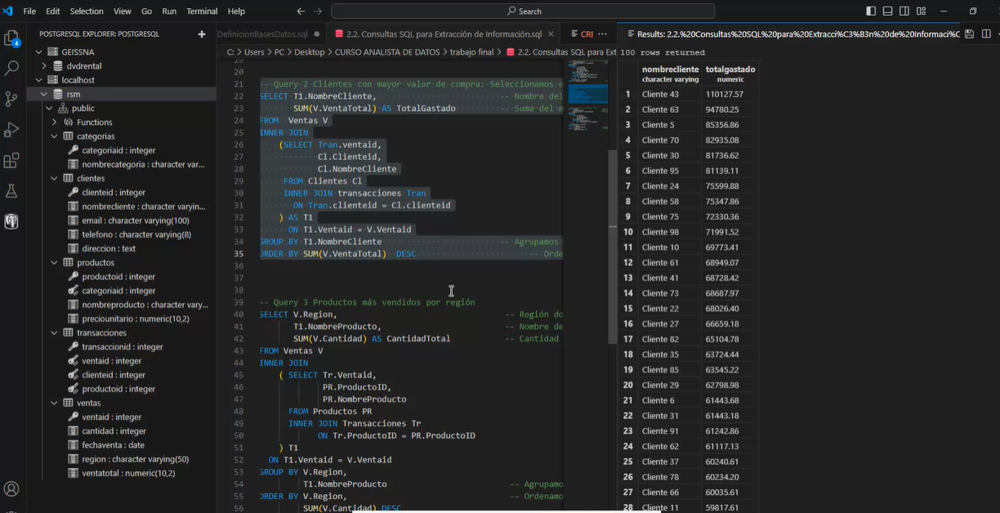 File Edit Selection View Go Run Terminal Help
Search
POSTGRESQL EXPLORER: POSTGRESQL
4
GEISSNA
dvdrental
localhost
rsm
public
Functions
categorias
categoriaid : integer
nombrecategoria : character var...
clientes
clienteid : integer
nombrecliente : character varyin...
email : character varying(100)
telefono : character varying(8)
direccion : text
productos
productoid : integer
categoriaid : integer
nombreproducto : character vary...
preciounitario : numeric(10,2)
transacciones
transaccionid : integer
ventaid : integer
clienteid : integer
productoid : integer
ventas
ventaid : integer
cantidad : integer
fechaventa : date
region : character varying(50)
ventatotal : numeric(10,2)
DefinicionBasesDatos.sql
2.2. Consultas SQL para Extracción de Información.sql
CRE
C: > Users > PC > Desktop > CURSO ANALISTA DE DATOS > trabajo final > 2.2. Consultas SQL para Ext
19
20
21 -- Query 2 Clientes con mayor valor de compra: Seleccionamos e
22 SELECT T1.NombreCliente, -- Nombre del
23 SUM(V.VentaTotal) AS TotalGastado -- Suma del m
24 FROM Ventas V
25 INNER JOIN
26 (SELECT Tran.ventaid,
27 Cl.Clienteid,
28 Cl.NombreCliente
29 FROM Clientes Cl
30 INNER JOIN transacciones Tran
31 ON Tran.clienteid = Cl.clienteid
32 ) AS T1
33 ON T1.Ventaid = V.Ventaid
34 GROUP BY T1.NombreCliente -- Agrupamos
35 ORDER BY SUM(V.VentaTotal) DESC -- Orde
36
37
38
39 -- Query 3 Productos más vendidos por región
40 SELECT V.Region, -- Región do
41 T1.NombreProducto, -- Nombre de
42 SUM(V.Cantidad) AS CantidadTotal -- Cantidad
43 FROM Ventas V
44 INNER JOIN
45 ( SELECT Tr.Ventaid,
46 PR.ProductoID,
47 PR.NombreProducto
48 FROM Productos PR
49 INNER JOIN Transacciones Tr
50 ON Tr.ProductoID = PR.ProductoID
51 ) T1
52 ON T1.Ventaid = V.Ventaid
53 GROUP BY V.Region,
54 T1.NombreProducto -- Agrupamo
55 ORDER BY V.Region, -- Ordenamo
56 SUM(V.Cantidad) DESC
Results: 2.2.%20Consultas%20SQL%20para%20Extracci%C3%B3n%20de%20Informaci%C
100 rows returned
nombrecliente totalgastado
character varying numeric
1 Cliente 43 110127.57
2 Cliente 63 94780.25
3 Cliente 5 85356.86
4 Cliente 70 82935.08
5 Cliente 30 81736.62
6 Cliente 95 81139.11
7 Cliente 24 75599.88
8 Cliente 58 75347.86
9 Cliente 75 72330.36
10 Cliente 98 71991.52
11 Cliente 10 69773.41
12 Cliente 61 68949.07
13 Cliente 41 68728.42
14 Cliente 73 68687.97
15 Cliente 22 68026.40
16 Cliente 27 66659.18
17 Cliente 82 65104.78
18 Cliente 35 63724.44
19 Cliente 85 63545.22
20 Cliente 29 62798.98
21 Cliente 6 61443.68
22 Cliente 31 61443.18
23 Cliente 91 61242.86
24 Cliente 62 61117.13
25 Cliente 37 60240.61
26 Cliente 78 60234.20
27 Cliente 66 60035.61
28 Cliente 11 59817.61